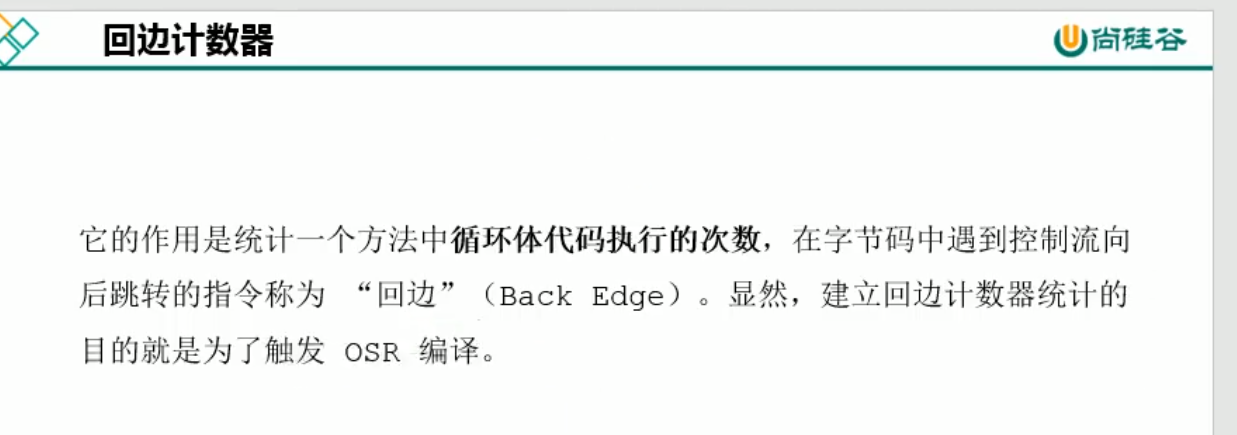 回边计数器
尚硅谷
它的作用是统计一个方法中循环体代码执行的次数，在字节码中遇到控制流向
后跳转的指令称为 “回边”（Back Edge）。显然，建立回边计数器统计的
目的就是为了触发 OSR 编译。